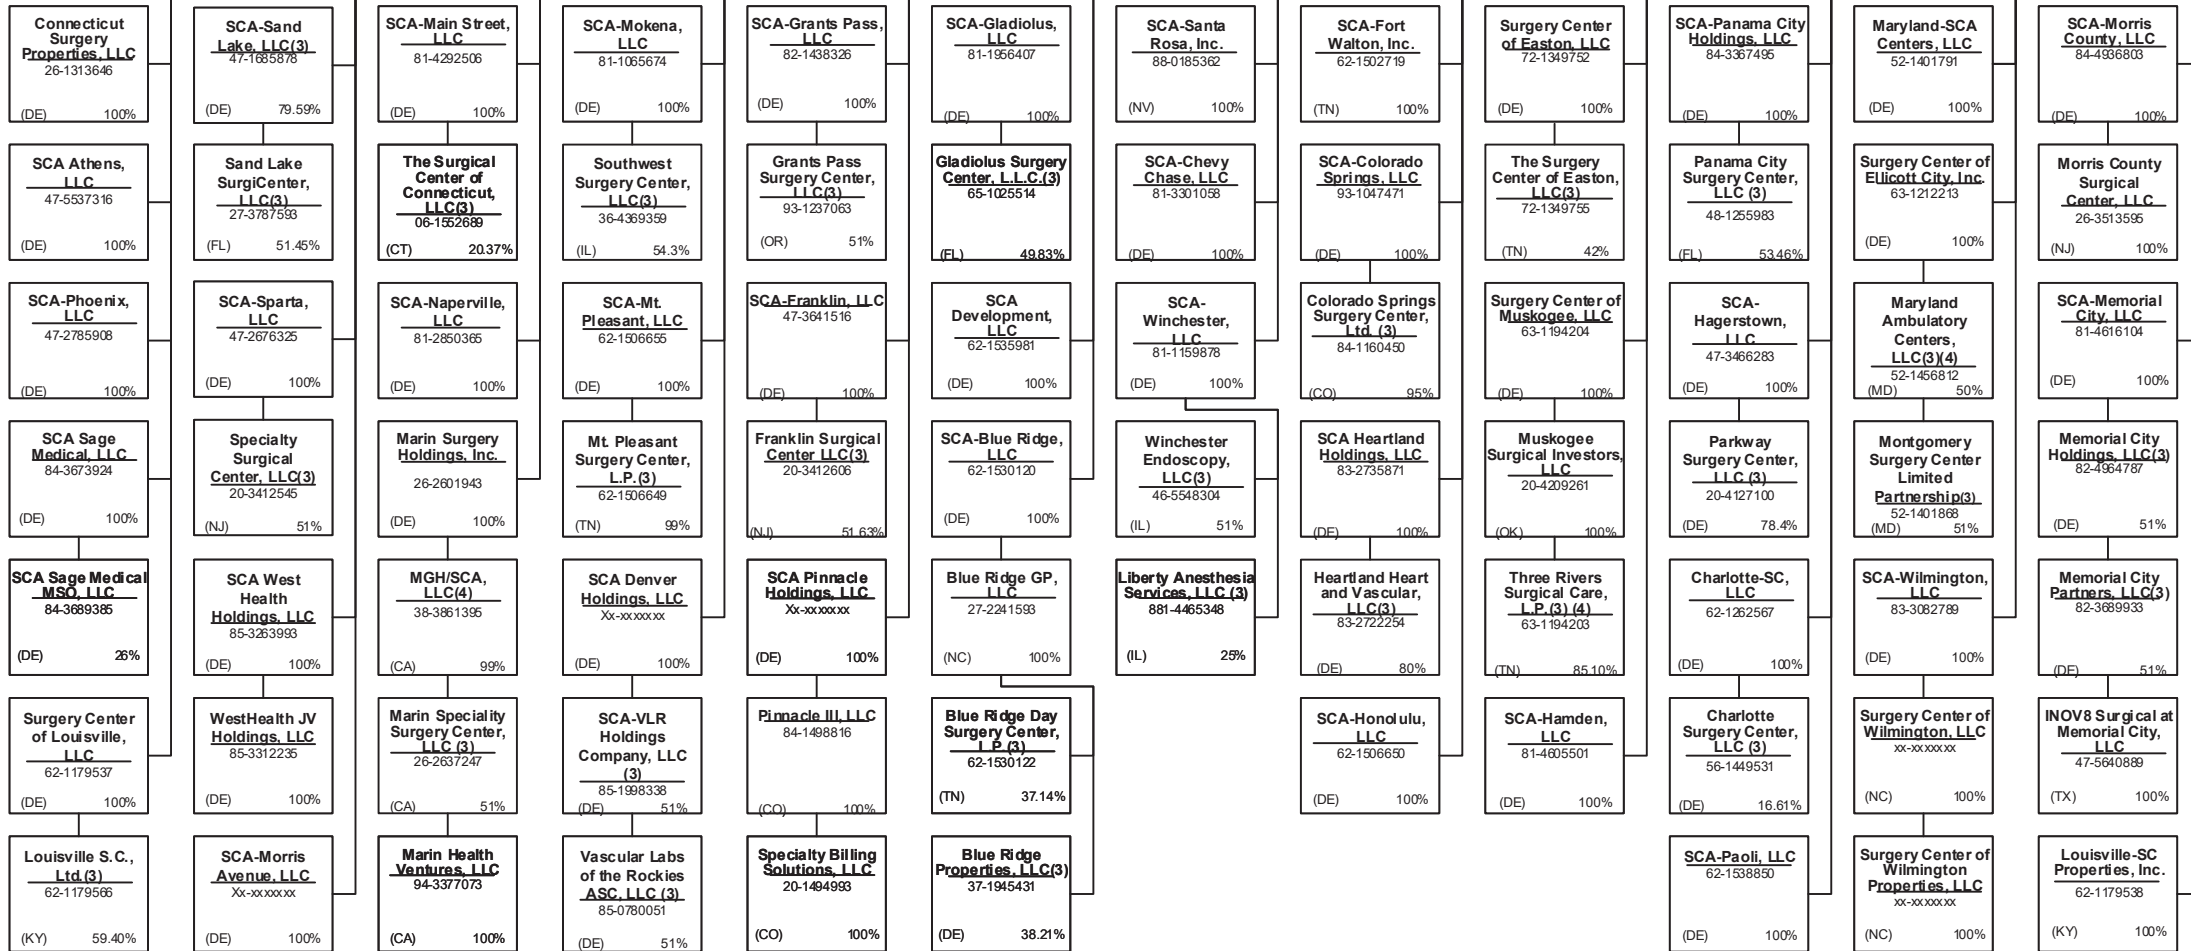 Connecticut
Surgery
Properties, LLC
26-1313646
(DE) 100%
SCA Athens,
LLC
47-5537316
(DE) 100%
SCA-Phoenix,
LLC
47-2785908
(DE) 100%
SCA Sage
Medical, LLC
84-3673924
(DE) 100%
SCA Sage Medical
MSO, LLC
84-3689385
(DE) 26%
Surgery Center
of Louisville,
LLC
62-1179537
(DE) 100%
Louisville S.C.,
Ltd.(3)
62-1179566
(KY) 59.40%
SCA-Sand
Lake, LLC(3)
47-1685878
(DE) 79.59%
Sand Lake
SurgiCenter,
LLC(3)
27-3787593
(FL) 51.45%
SCA-Sparta,
LLC
47-2676325
(DE) 100%
Specialty
Surgical
Center, LLC(3)
20-3412545
(NJ) 51%
SCA West
Health
Holdings, LLC
85-3263993
(DE) 100%
WestHealth JV
Holdings, LLC
85-3312235
(DE) 100%
SCA-Morris
Avenue, LLC
Xx-xxxxxxx
(DE) 100%
SCA-Main Street,
LLC
81-4292506
(DE) 100%
The Surgical
Center of
Connecticut,
LLC(3)
06-1552689
(CT) 20.37%
SCA-Naperville,
LLC
81-2850365
(DE) 100%
Marin Surgery
Holdings, Inc.
26-2601943
(DE) 100%
MGH/SCA,
LLC(4)
38-3861395
(CA) 99%
Marin Speciality
Surgery Center,
LLC (3)
26-2637247
(CA) 51%
Marin Health
Ventures, LLC
94-3377073
(CA) 100%
SCA-Mokena,
LLC
81-1065674
(DE) 100%
Southwest
Surgery Center,
LLC(3)
36-4369359
(IL) 54.3%
SCA-Mt.
Pleasant, LLC
62-1506655
(DE) 100%
Mt. Pleasant
Surgery Center,
L.P.(3)
62-1506649
(TN) 99%
SCA Denver
Holdings, LLC
Xx-xxxxxxx
(DE) 100%
SCA-VLR
Holdings
Company, LLC
(3)
85-1998338
(DE) 51%
Vascular Labs
of the Rockies
ASC, LLC (3)
85-0780051
(DE) 51%
SCA-Grants Pass,
LLC
82-1438326
(DE) 100%
Grants Pass
Surgery Center,
LLC(3)
93-1237063
(OR) 51%
SCA-Franklin, LLC
47-3641516
(DE) 100%
Franklin Surgical
Center LLC(3)
20-3412606
(NJ) 51.63%
SCA Pinnacle
Holdings, LLC
Xx-xxxxxxx
(DE) 100%
Pinnacle III, LLC
84-1498816
(CO) 100%
Specialty Billing
Solutions, LLC
20-1494993
(CO) 100%
SCA-Gladiolus,
LLC
81-1956407
(DE) 100%
Gladiolus Surgery
Center, L.L.C.(3)
65-1025514
(FL) 49.83%
SCA
Development,
LLC
62-1535981
(DE) 100%
SCA-Blue Ridge,
LLC
62-1530120
(DE) 100%
Blue Ridge GP,
LLC
27-2241593
(NC) 100%
Blue Ridge Day
Surgery Center,
L.P.(3)
62-1530122
(TN) 37.14%
Blue Ridge
Properties, LLC(3)
37-1945431
(DE) 38.21%
SCA-Santa
Rosa, Inc.
88-0185362
(NV) 100%
SCA-Chevy
Chase, LLC
81-3301058
(DE) 100%
SCA-
Winchester,
LLC
81-1159878
(DE) 100%
Winchester
Endoscopy,
LLC(3)
46-5548304
(IL) 51%
Liberty Anesthesia
Services, LLC (3)
881-4465348
(IL) 25%
SCA-Fort
Walton, Inc.
62-1502719
(TN) 100%
SCA-Colorado
Springs, LLC
93-1047471
(DE) 100%
Colorado Springs
Surgery Center,
Ltd. (3)
84-1160450
(CO) 95%
SCA Heartland
Holdings, LLC
83-2735871
(DE) 100%
Heartland Heart
and Vascular,
LLC(3)
83-2722254
(DE) 80%
SCA-Honolulu,
LLC
62-1506650
(DE) 100%
Surgery Center
of Easton, LLC
72-1349752
(DE) 100%
The Surgery
Center of Easton,
LLC(3)
72-1349755
(TN) 42%
Surgery Center of
Muskogee, LLC
63-1194204
(DE) 100%
Muskogee
Surgical Investors,
LLC
20-4209261
(OK) 100%
Three Rivers
Surgical Care,
L.P.(3) (4)
63-1194203
(TN) 85.10%
SCA-Hamden,
LLC
81-4605501
(DE) 100%
SCA-Panama City
Holdings, LLC
84-3367495
(DE) 100%
Panama City
Surgery Center,
LLC (3)
48-1255983
(FL) 53.46%
SCA-
Hagerstown,
LLC
47-3466283
(DE) 100%
Parkway
Surgery Center,
LLC (3)
20-4127100
(DE) 78.4%
Charlotte-SC,
LLC
62-1262567
(DE) 100%
Charlotte
Surgery Center,
LLC (3)
56-1449531
(DE) 16.61%
SCA-Paoli, LLC
62-1538850
(DE) 100%
Maryland-SCA
Centers, LLC
52-1401791
(DE) 100%
Surgery Center of
Ellicott City, Inc.
63-1212213
(DE) 100%
Maryland
Ambulatory
Centers,
LLC(3)(4)
52-1456812
(MD) 50%
Montgomery
Surgery Center
Limited
Partnership(3)
52-1401868
(MD) 51%
SCA-Wilmington,
LLC
83-3082789
(DE) 100%
Surgery Center of
Wilmington, LLC
xx-xxxxxxx
(NC) 100%
Surgery Center of
Wilmington
Properties, LLC
xx-xxxxxxx
(NC) 100%
SCA-Morris
County, LLC
84-4936803
(DE) 100%
Morris County
Surgical
Center, LLC
26-3513595
(NJ) 100%
SCA-Memorial
City, LLC
81-4616104
(DE) 100%
Memorial City
Holdings, LLC(3)
82-4964787
(DE) 51%
Memorial City
Partners, LLC(3)
82-3689933
(DE) 51%
INOV8 Surgical at
Memorial City,
LLC
47-5640889
(TX) 100%
Louisville-SC
Properties, Inc.
62-1179538
(KY) 100%